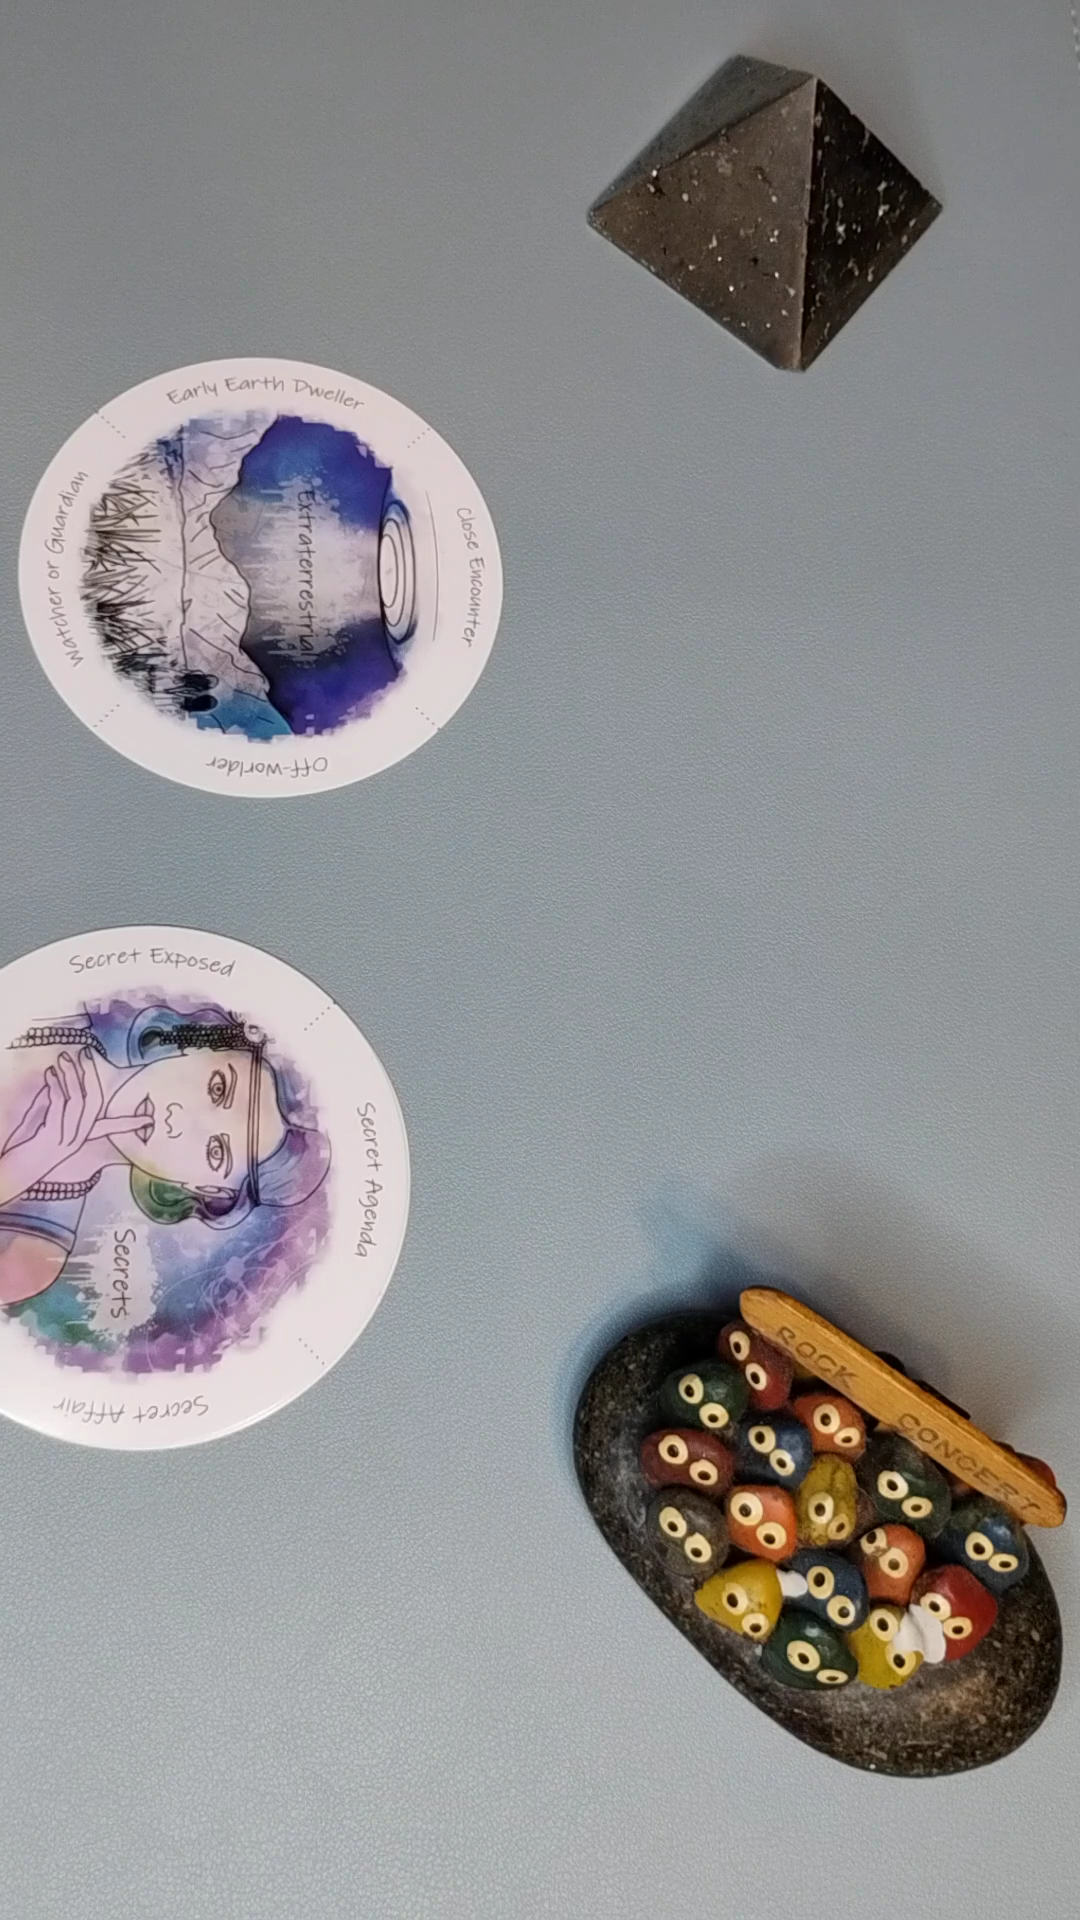 Early Earth Dweller
Close Encounter
Watcher or Guardian
Extraterrestrial
Off-Worlder
Secret Exposed
Secret Agenda
Secrets
Secret Affair
ROCK CONCERT